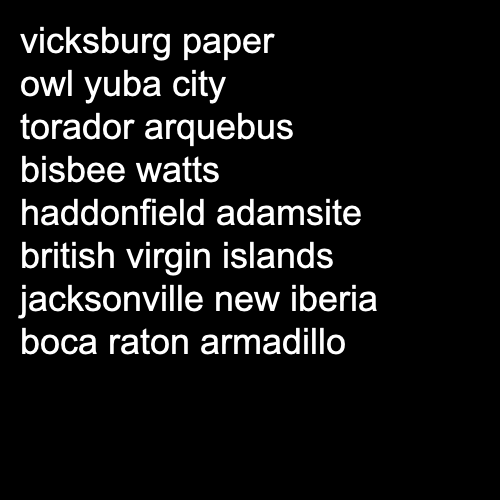 vicksburg paper
owl yuba city
torador arquebus
bisbee watts
haddonfield adamsite
british virgin islands
jacksonville new iberia
boca raton armadillo